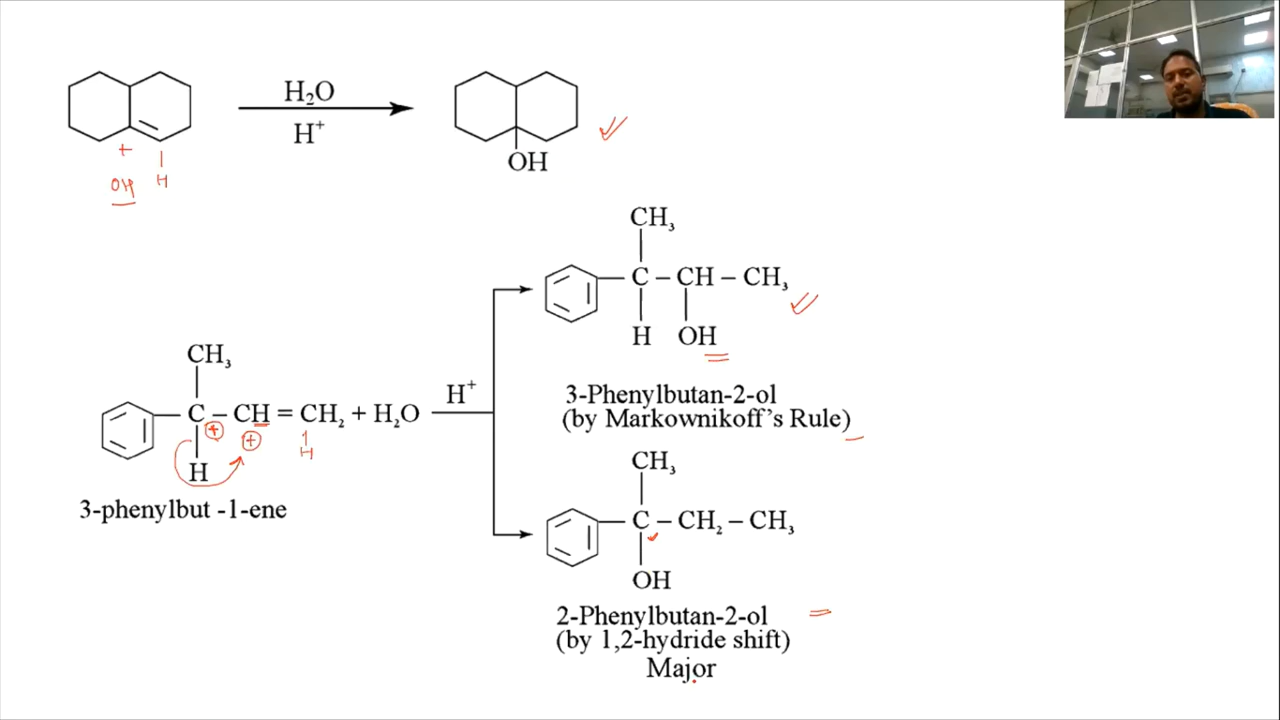 H₂O
H⁺
OH
+
OH H
CH₃
C – CH – CH₃
H OH
3-Phenylbutan-2-ol
(by Markownikoff's Rule)
CH₃
C – CH = CH₂ + H₂O
H⁺
+ + H
H
3-phenylbut -1-ene
CH₃
C – CH₂ – CH₃
OH
2-Phenylbutan-2-ol
(by 1,2-hydride shift)
Major